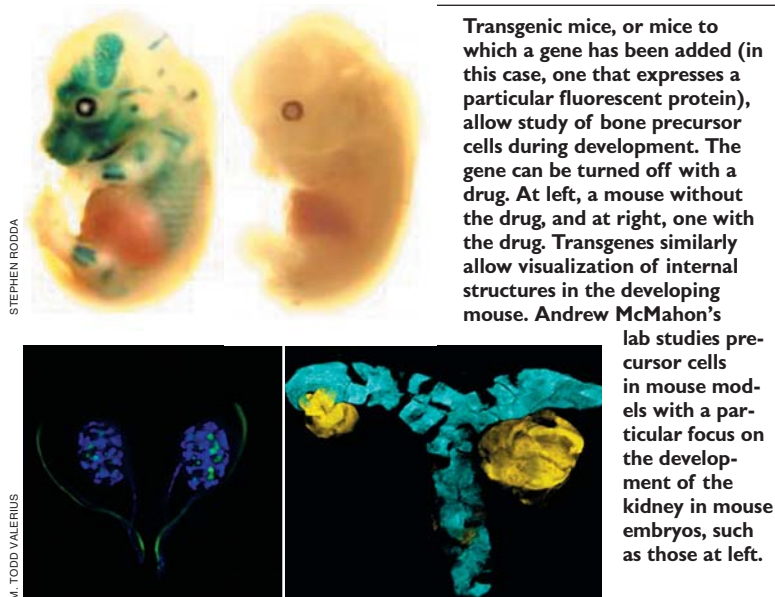 Transgenic mice, or mice to
which a gene has been added (in
this case, one that expresses a
particular fluorescent protein),
allow study of bone precursor
cells during development. The
gene can be turned off with a
drug. At left, a mouse without
the drug, and at right, one with
the drug. Transgenes similarly
allow visualization of internal
structures in the developing
mouse. Andrew McMahon's
lab studies pre-
cursor cells
in mouse mod-
els with a par-
ticular focus on
the develop-
ment of the
kidney in mouse
embryos, such
as those at left.
STEPHEN RODDA
M. TODD VALERIUS